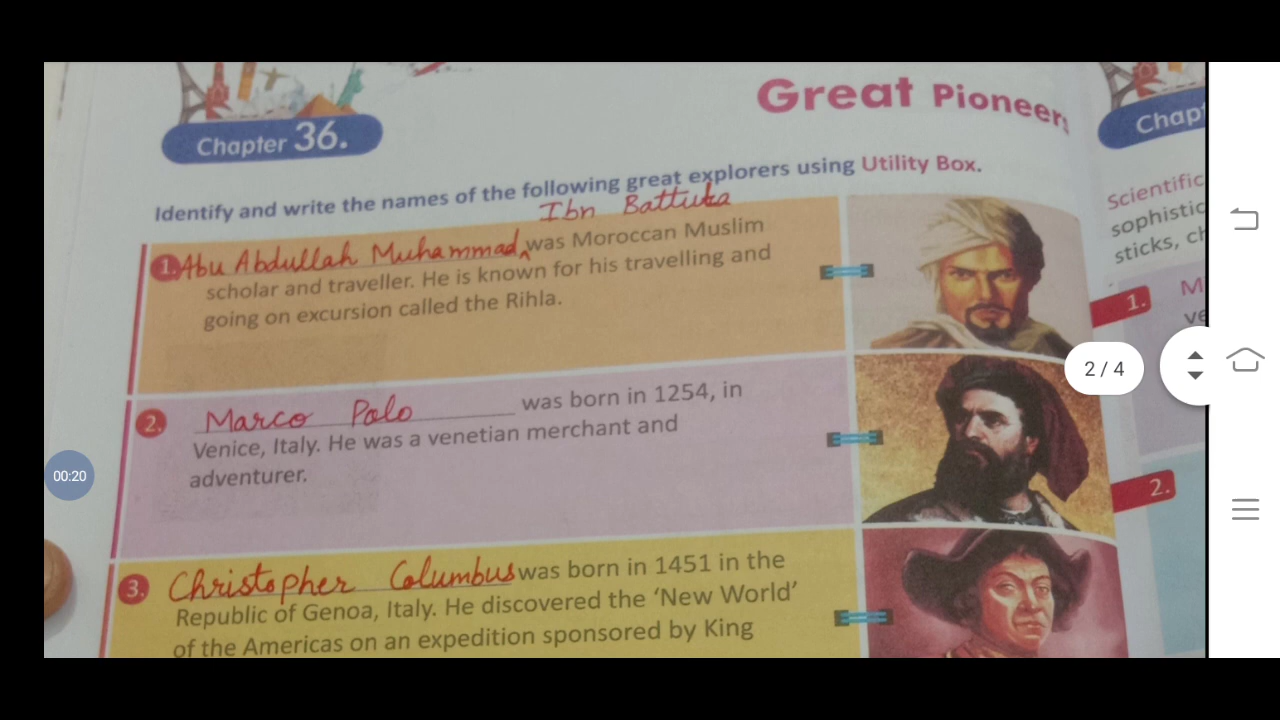 Great Pioneer
Chapter 36.
Chap
Identify and write the names of the following great explorers using Utility Box.
Ibn Battuta
1. Abu Abdullah Muhammad ^ was Moroccan Muslim
scholar and traveller. He is known for his travelling and
going on excursion called the Rihla.
2. Marco Polo was born in 1254, in
Venice, Italy. He was a venetian merchant and
adventurer.
3. Christopher Columbus was born in 1451 in the
Republic of Genoa, Italy. He discovered the ‘New World’
of the Americas on an expedition sponsored by King
Scientific
sophistic
sticks, ch
1. M
ve
2.
2 / 4
00:20